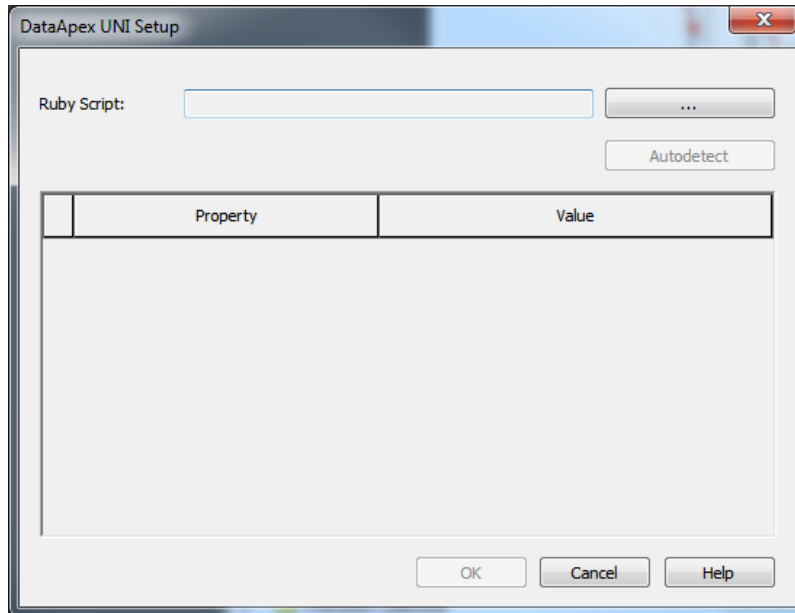 DataApex UNI Setup
Ruby Script:
...
Autodetect
Property Value
OK Cancel Help